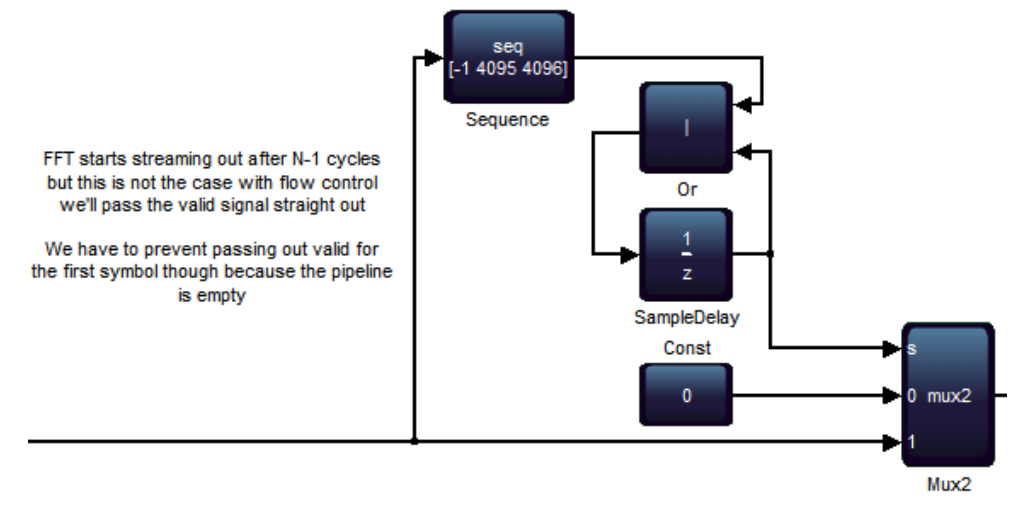 seq
[-1 4095 4096]
Sequence
|
Or
FFT starts streaming out after N-1 cycles
but this is not the case with flow control
we'll pass the valid signal straight out
We have to prevent passing out valid for
the first symbol though because the pipeline
is empty
1
z
SampleDelay
Const
0
s
0 mux2
1
Mux2